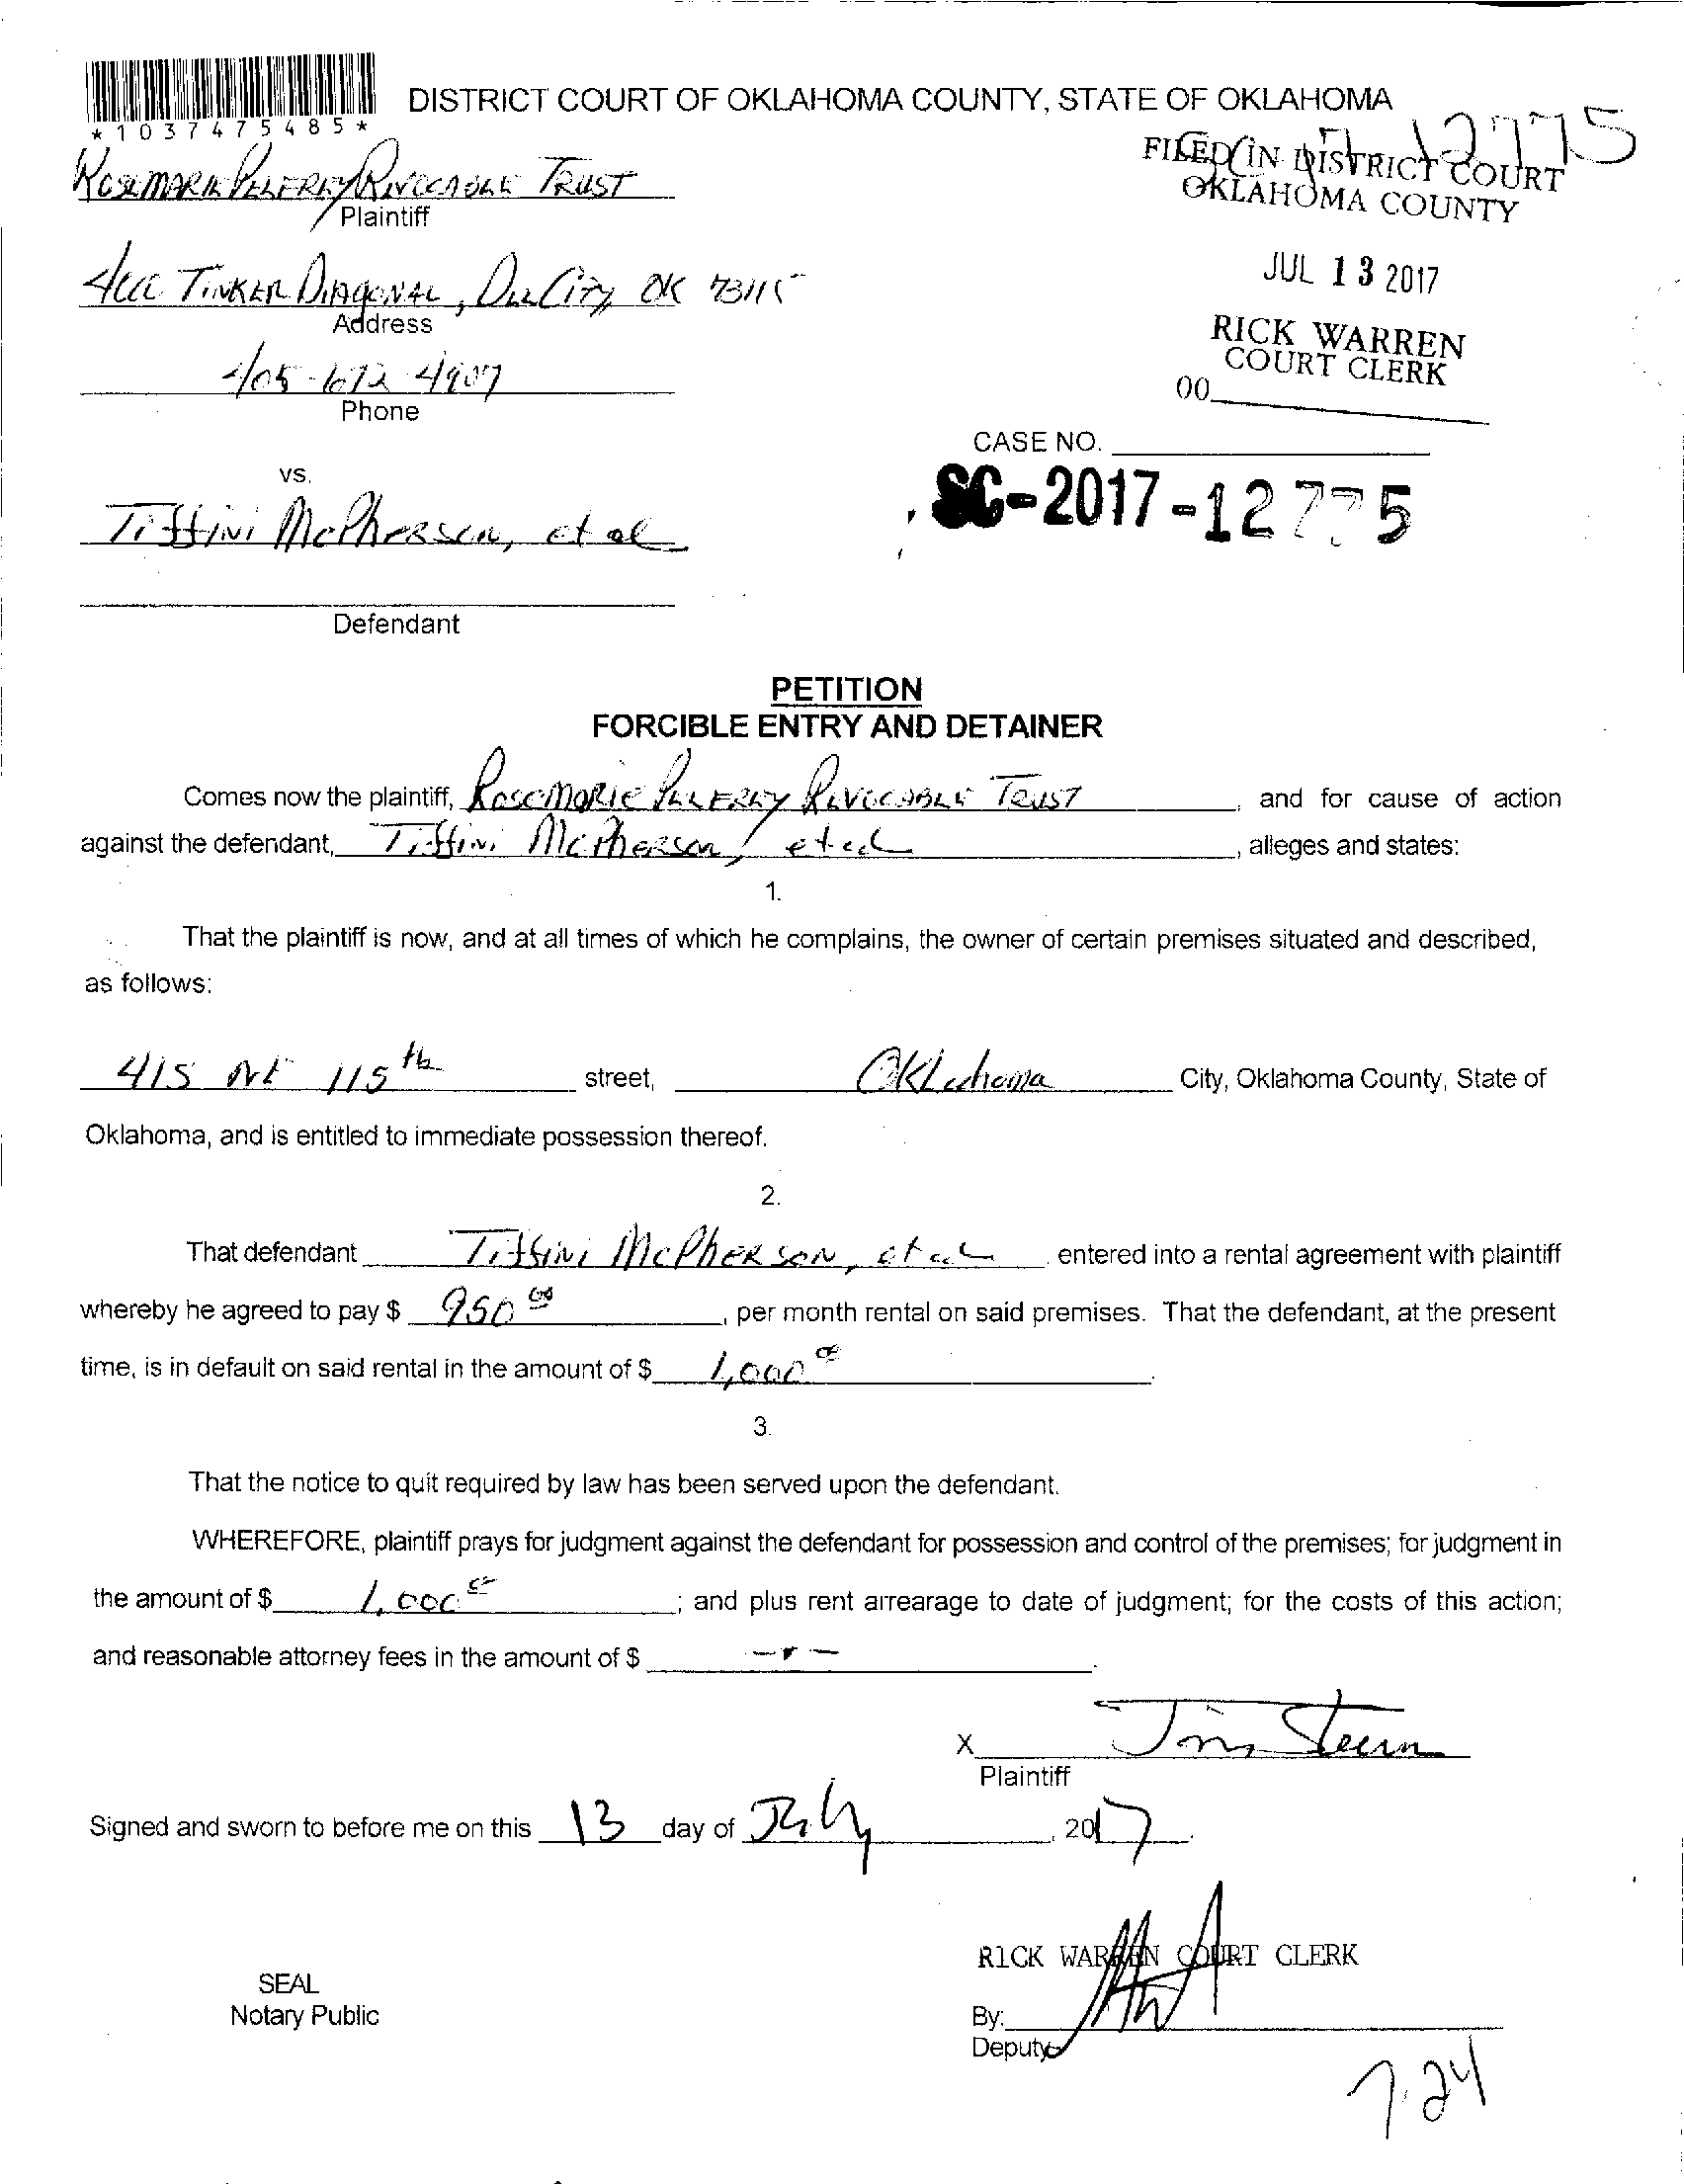 DISTRICT COURT OF OKLAHOMA COUNTY, STATE OF OKLAHOMA
*1037475485*
12775
FILED IN DISTRICT COURT
OKLAHOMA COUNTY
ROSEMARIE REVOCABLE TRUST
Plaintiff
JUL 13 2017
TINKER DIAGONAL, DEL CITY, OK 73115
Address
RICK WARREN
COURT CLERK
00
405-672-4907
Phone
CASE NO.
SC-2017-12775
vs.
Tiffini McPherson, et al
Defendant
PETITION
FORCIBLE ENTRY AND DETAINER
Comes now the plaintiff, ROSEMARIE REVOCABLE TRUST, and for cause of action
against the defendant, Tiffini McPherson, et al, alleges and states:
1.
That the plaintiff is now, and at all times of which he complains, the owner of certain premises situated and described,
as follows:
415 NE 115th street, Oklahoma City, Oklahoma County, State of
Oklahoma, and is entitled to immediate possession thereof.
2.
That defendant Tiffini McPherson, et al entered into a rental agreement with plaintiff
whereby he agreed to pay $ 950 00, per month rental on said premises. That the defendant, at the present
time, is in default on said rental in the amount of $ 1,000 00.
3.
That the notice to quit required by law has been served upon the defendant.
WHEREFORE, plaintiff prays for judgment against the defendant for possession and control of the premises; for judgment in
the amount of $ 1,000 00; and plus rent arrearage to date of judgment; for the costs of this action;
and reasonable attorney fees in the amount of $ ---.
X
Plaintiff
Signed and sworn to before me on this 13 day of July, 2017.
RICK WARREN COURT CLERK
SEAL
Notary Public
By:
Deputy
7.24